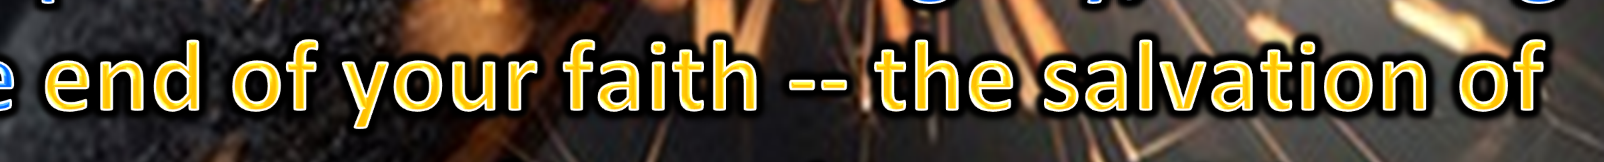 e end of your faith -- the salvation of